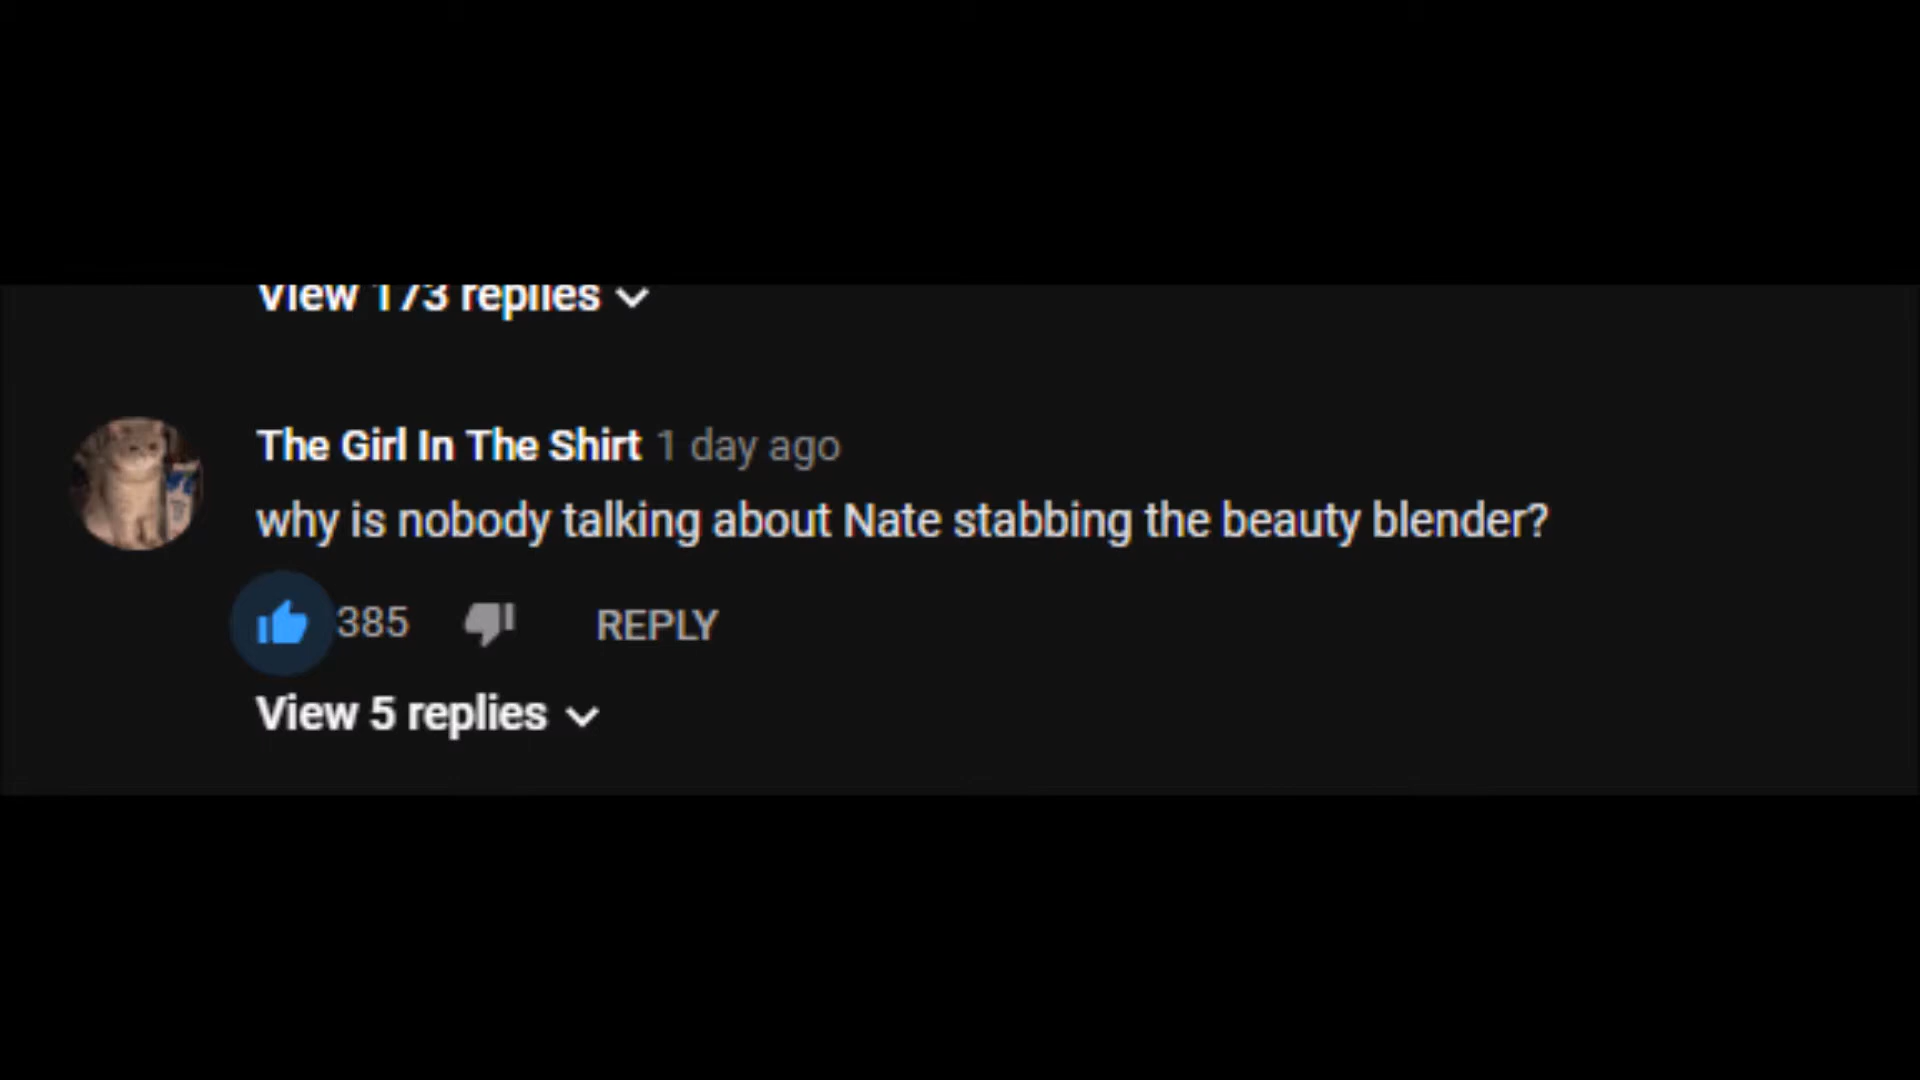 View 173 replies
The Girl In The Shirt 1 day ago
why is nobody talking about Nate stabbing the beauty blender?
385 REPLY
View 5 replies